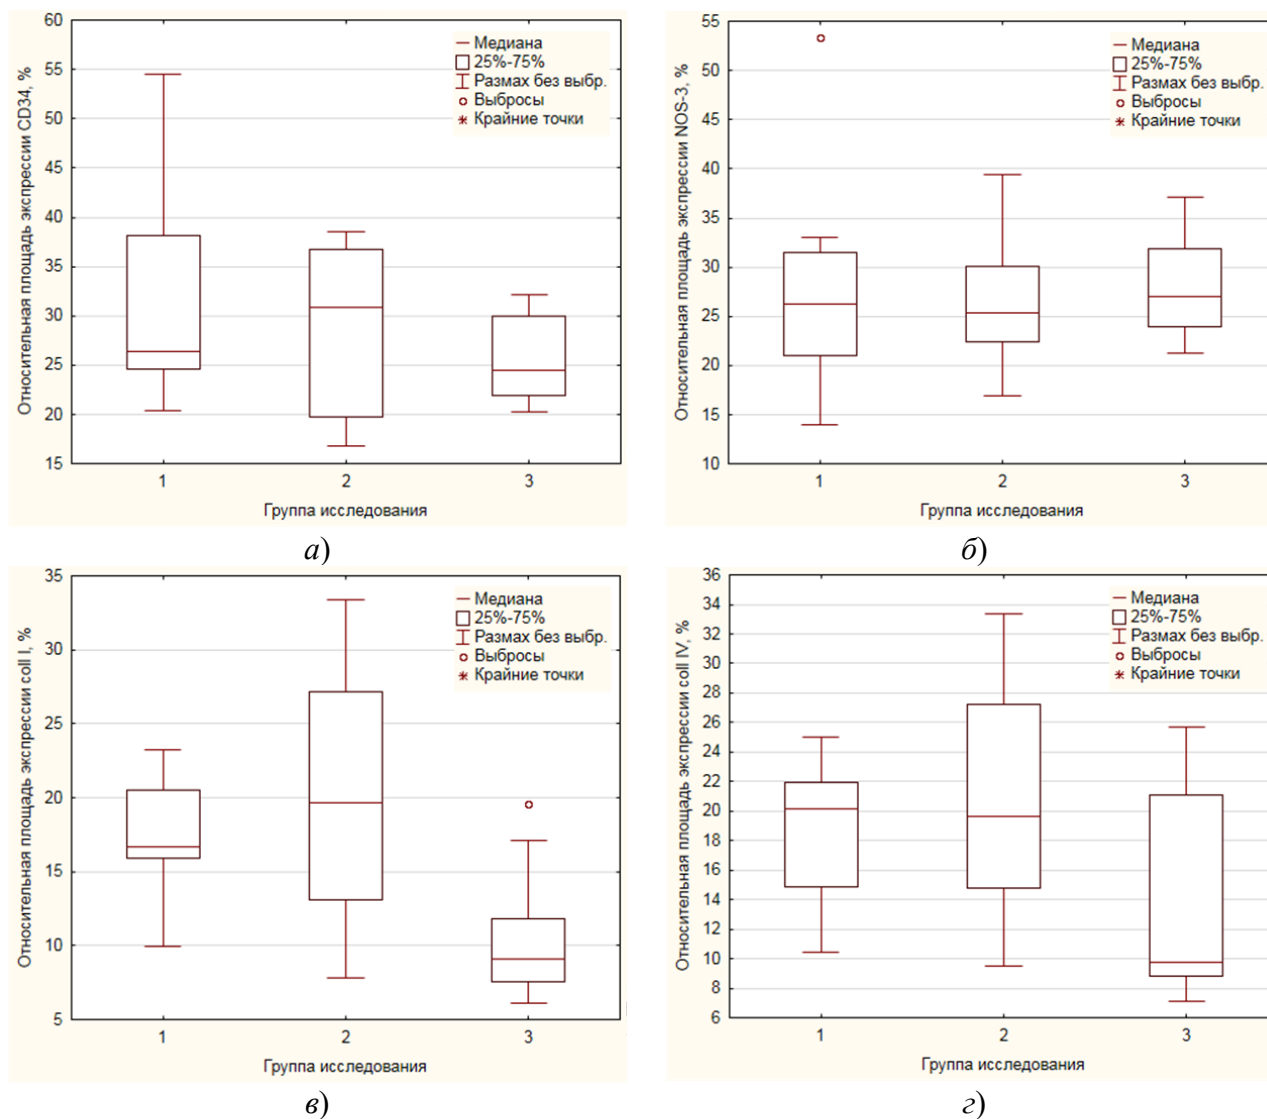 Относительная площадь экспрессии CD34, %
60
55
50
45
40
35
30
25
20
15
Медиана
25%-75%
Размах без выбр.
Выбросы
Крайние точки
1 2 3
Группа исследования
а)
Относительная площадь экспрессии NOS-3, %
55
50
45
40
35
30
25
20
15
10
Медиана
25%-75%
Размах без выбр.
Выбросы
Крайние точки
1 2 3
Группа исследования
б)
Относительная площадь экспрессии coll I, %
35
30
25
20
15
10
5
Медиана
25%-75%
Размах без выбр.
Выбросы
Крайние точки
1 2 3
Группа исследования
в)
Относительная площадь экспрессии coll IV, %
36
34
32
30
28
26
24
22
20
18
16
14
12
10
8
6
Медиана
25%-75%
Размах без выбр.
Выбросы
Крайние точки
1 2 3
Группа исследования
г)